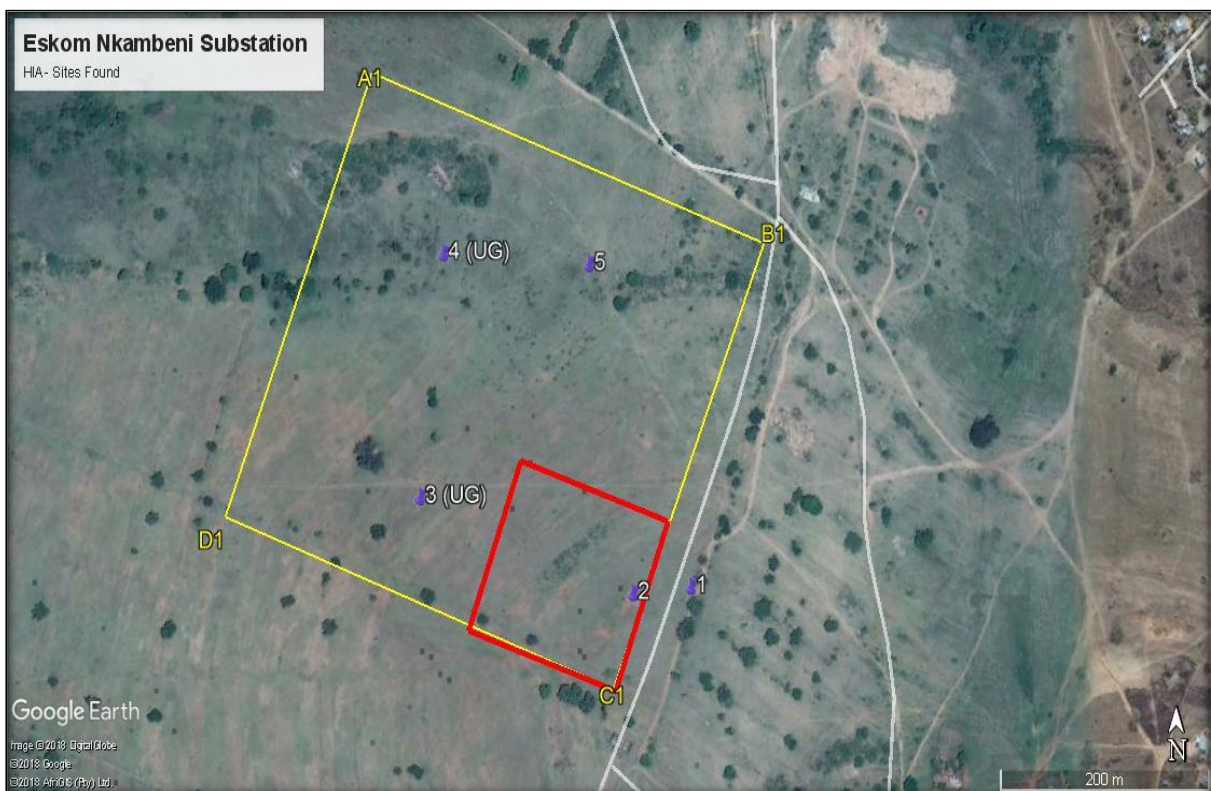 Eskom Nkambeni Substation
HIA- Sites Found
A1
B1
4 (UG)
5
3 (UG)
D1
2
1
C1
Google Earth
Image © 2018 DigitalGlobe
© 2018 Google
© 2018 AfriGIS (Pty) Ltd.
N
200 m